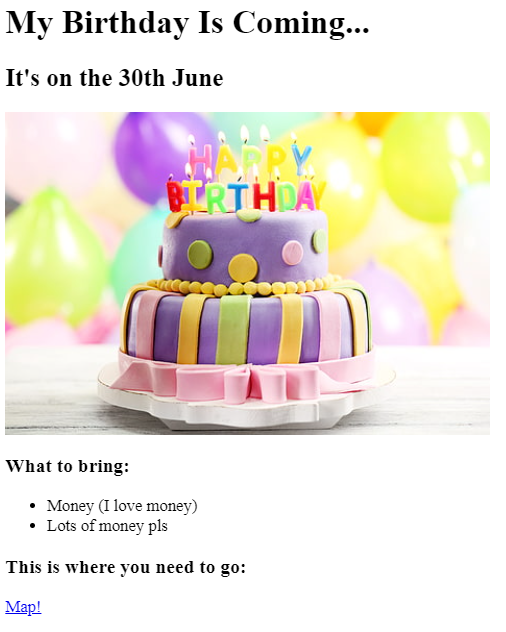 My Birthday Is Coming...
It's on the 30th June
HAPPY
BIRTHDAY
What to bring:
Money (I love money)
Lots of money pls
This is where you need to go:
Map!